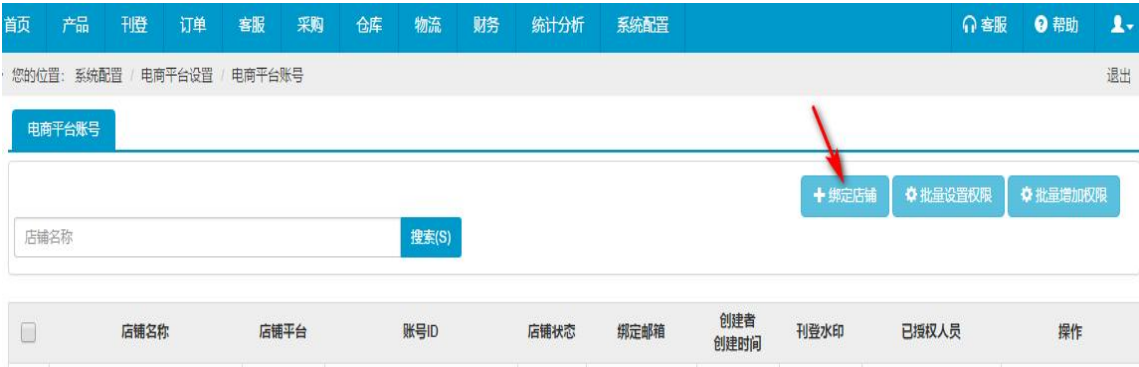 首页 产品 刊登 订单 客服 采购 仓库 物流 财务 统计分析 系统配置 客服 帮助
您的位置: 系统配置 / 电商平台设置 / 电商平台账号 退出
电商平台账号
绑定店铺 批量设置权限 批量增加权限
店铺名称 搜索(S)
店铺名称 店铺平台 账号ID 店铺状态 绑定邮箱 创建者 刊登水印 已授权人员 操作
创建时间